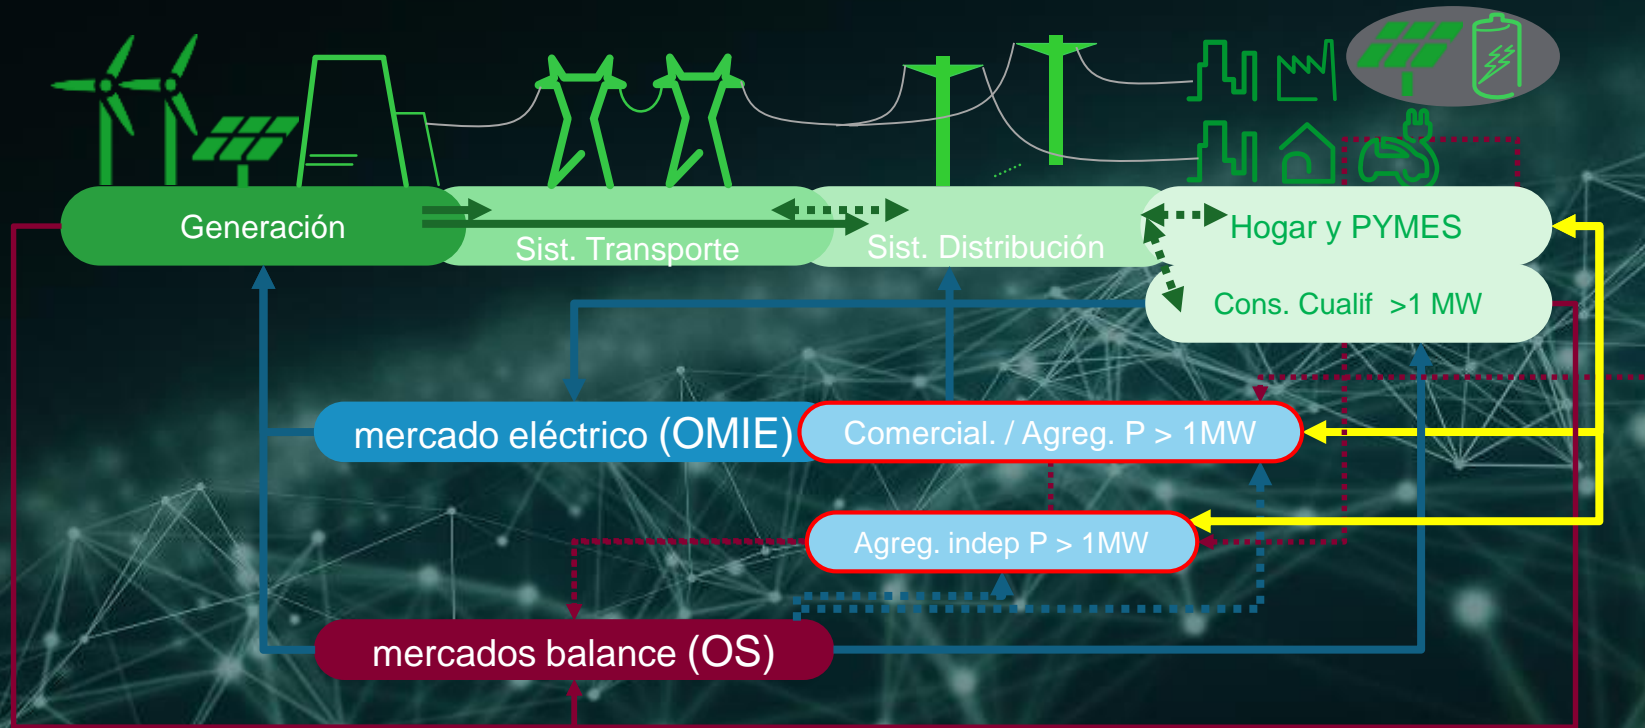 Generación
Sist. Transporte
Sist. Distribución
Hogar y PYMES
Cons. Cualif >1 MW
mercado eléctrico (OMIE)
Comercial. / Agreg. P > 1MW
Agreg. indep P > 1MW
mercados balance (OS)